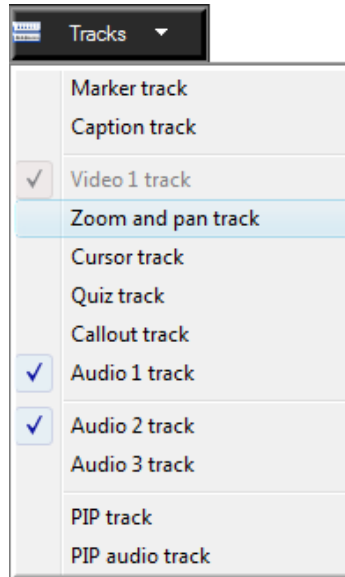 Tracks
Marker track
Caption track
Video 1 track
Zoom and pan track
Cursor track
Quiz track
Callout track
Audio 1 track
Audio 2 track
Audio 3 track
PIP track
PIP audio track